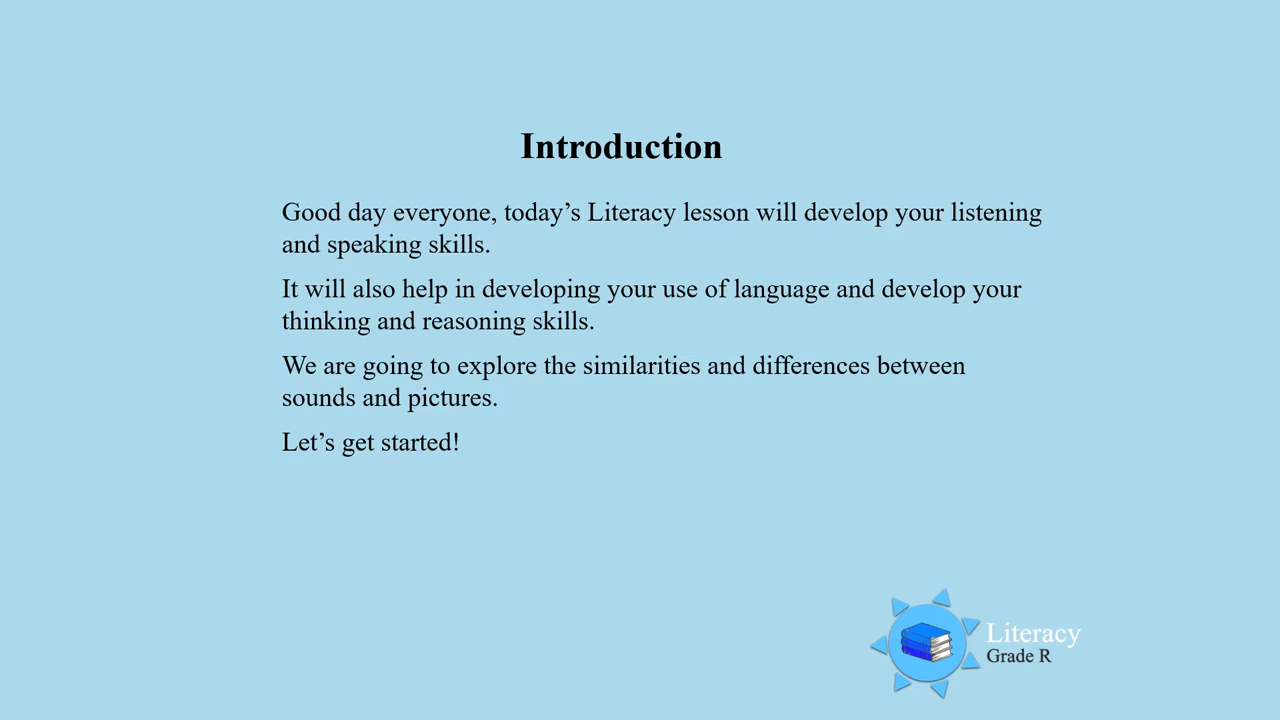 Introduction
Good day everyone, today’s Literacy lesson will develop your listening
and speaking skills.
It will also help in developing your use of language and develop your
thinking and reasoning skills.
We are going to explore the similarities and differences between
sounds and pictures.
Let’s get started!
Literacy
Grade R